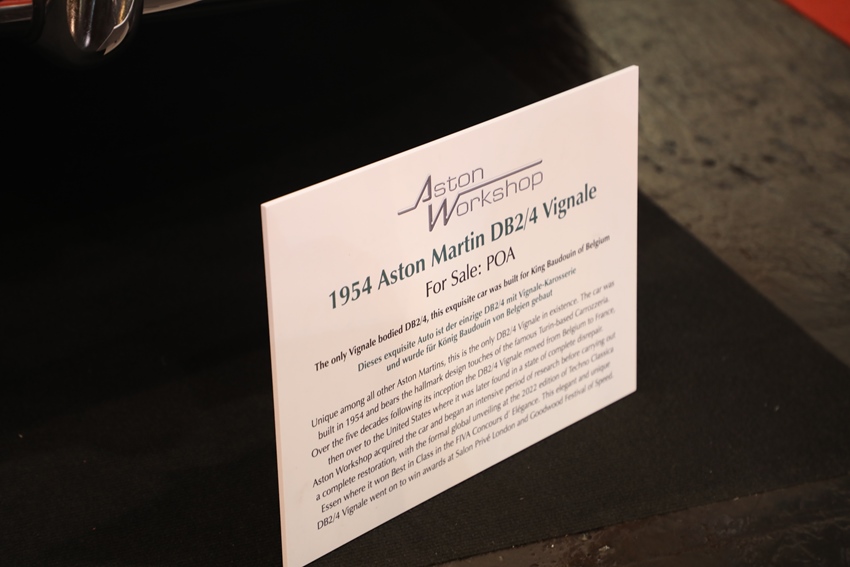 Aston
Workshop
1954 Aston Martin DB2/4 Vignale
For Sale: POA
The only Vignale bodied DB2/4, this exquisite car was built for King Baudouin of Belgium
Dieses exquisite Auto ist der einzige DB2/4 mit Vignale-Karosserie
und wurde für König Baudouin von Belgien gebaut
Unique among all other Aston Martins, this is the only DB2/4 Vignale in existence. The car was
built in 1954 and bears the hallmark design touches of the famous Turin-based Carrozzeria.
Over the five decades following its inception the DB2/4 Vignale moved from Belgium to France,
then over to the United States where it was later found in a state of complete disrepair.
Aston Workshop acquired the car and began an intensive period of research before carrying out
a complete restoration, with the formal global unveiling at the 2022 edition of Techno Classica
Essen where it won Best in Class in the FIVA Concours d' Élégance. This elegant and unique
DB2/4 Vignale went on to win awards at Salon Privé London and Goodwood Festival of Speed.